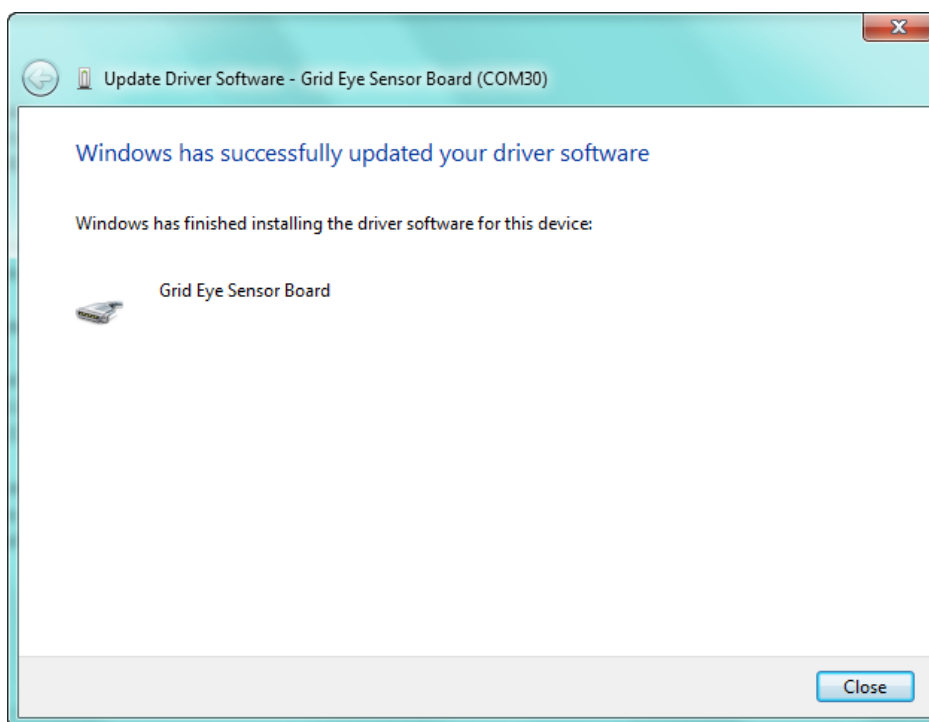 Update Driver Software - Grid Eye Sensor Board (COM30)
Windows has successfully updated your driver software
Windows has finished installing the driver software for this device:
Grid Eye Sensor Board
Close